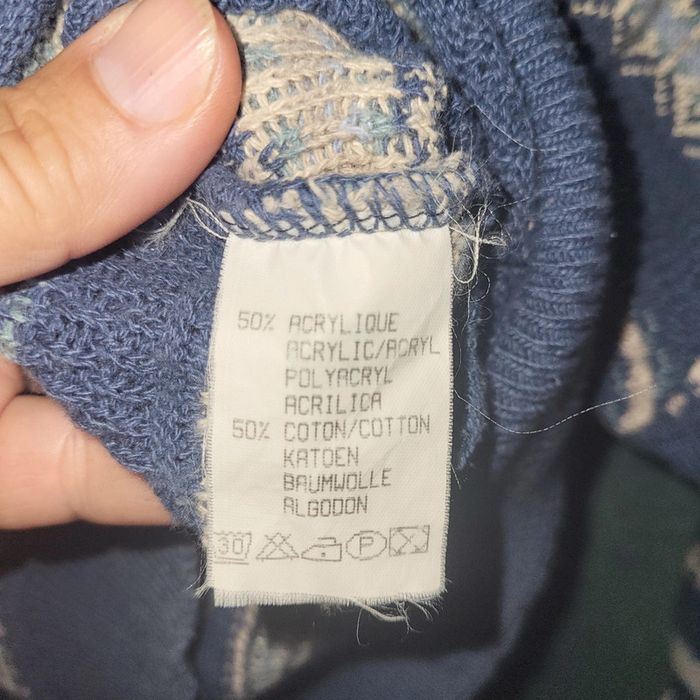 50% ACRYLIQUE
ACRYLIC/ACRYL
POLYACRYL
ACRILICA
50% COTON/COTTON
KATOEN
BAUMWOLLE
ALGODON
30 P